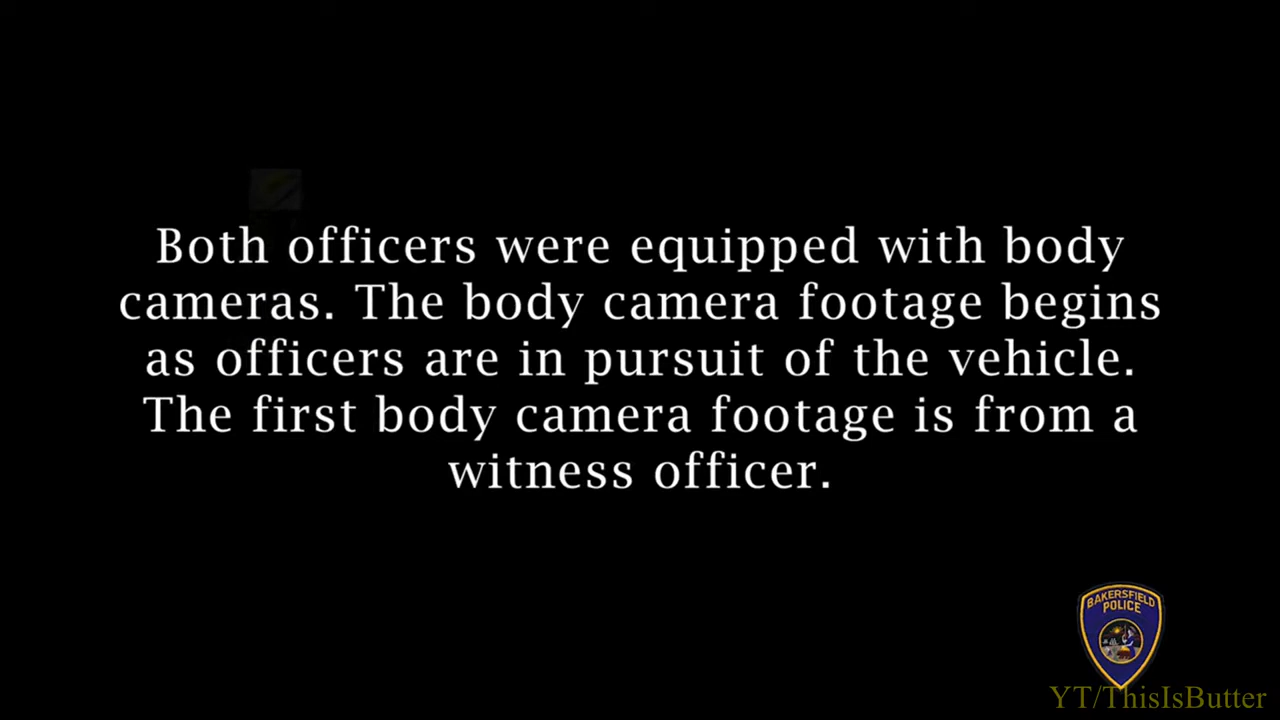 Both officers were equipped with body
cameras. The body camera footage begins
as officers are in pursuit of the vehicle.
The first body camera footage is from a
witness officer.
BAKERSFIELD
POLICE
YT/ThisIsButter